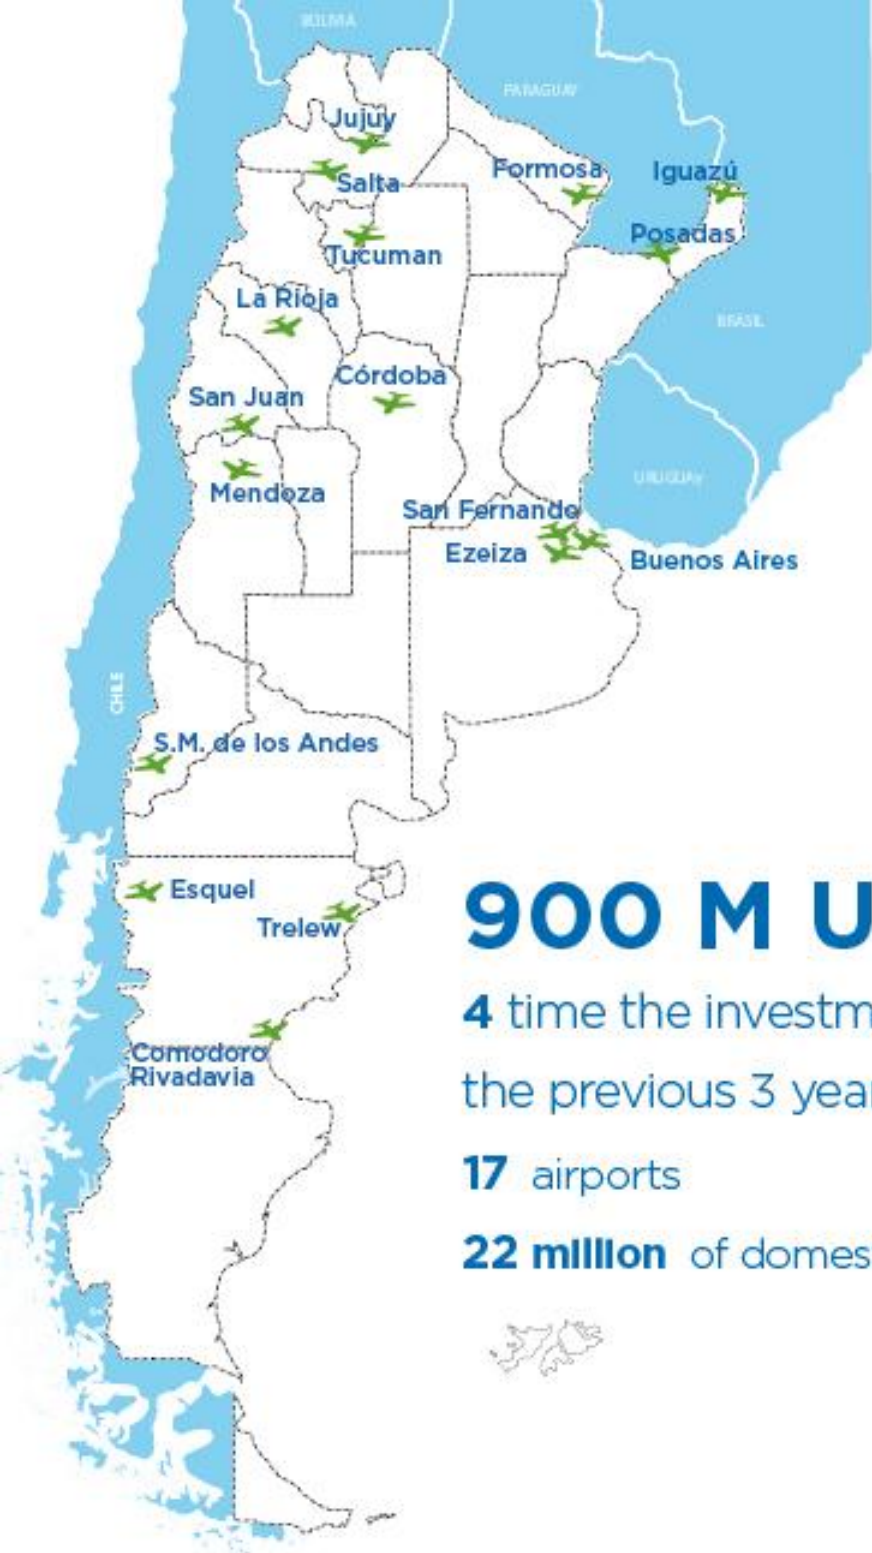 BOLIVIA
PARAGUAY
Jujuy
Formosa
Iguazú
Salta
Posadas
Tucuman
La Rioja
BRASIL
Córdoba
San Juan
URUGUAY
Mendoza
San Fernando
Ezeiza
Buenos Aires
CHILE
S.M. de los Andes
Esquel
Trelew
900 M U
4 time the investm
the previous 3 year
17 airports
22 million of domes
Comodoro
Rivadavia